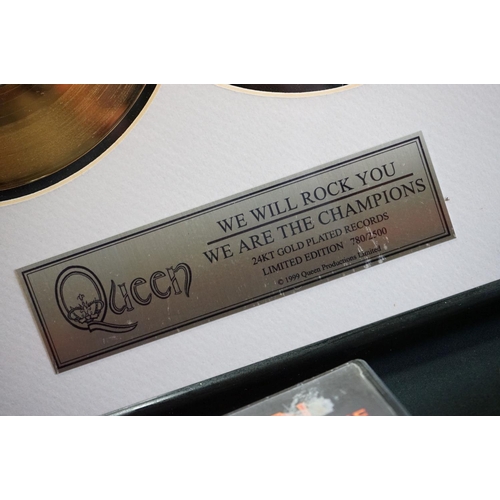 Queen
WE WILL ROCK YOU
WE ARE THE CHAMPIONS
24KT GOLD PLATED RECORDS
LIMITED EDITION 780/2500
© 1999 Queen Productions Limited